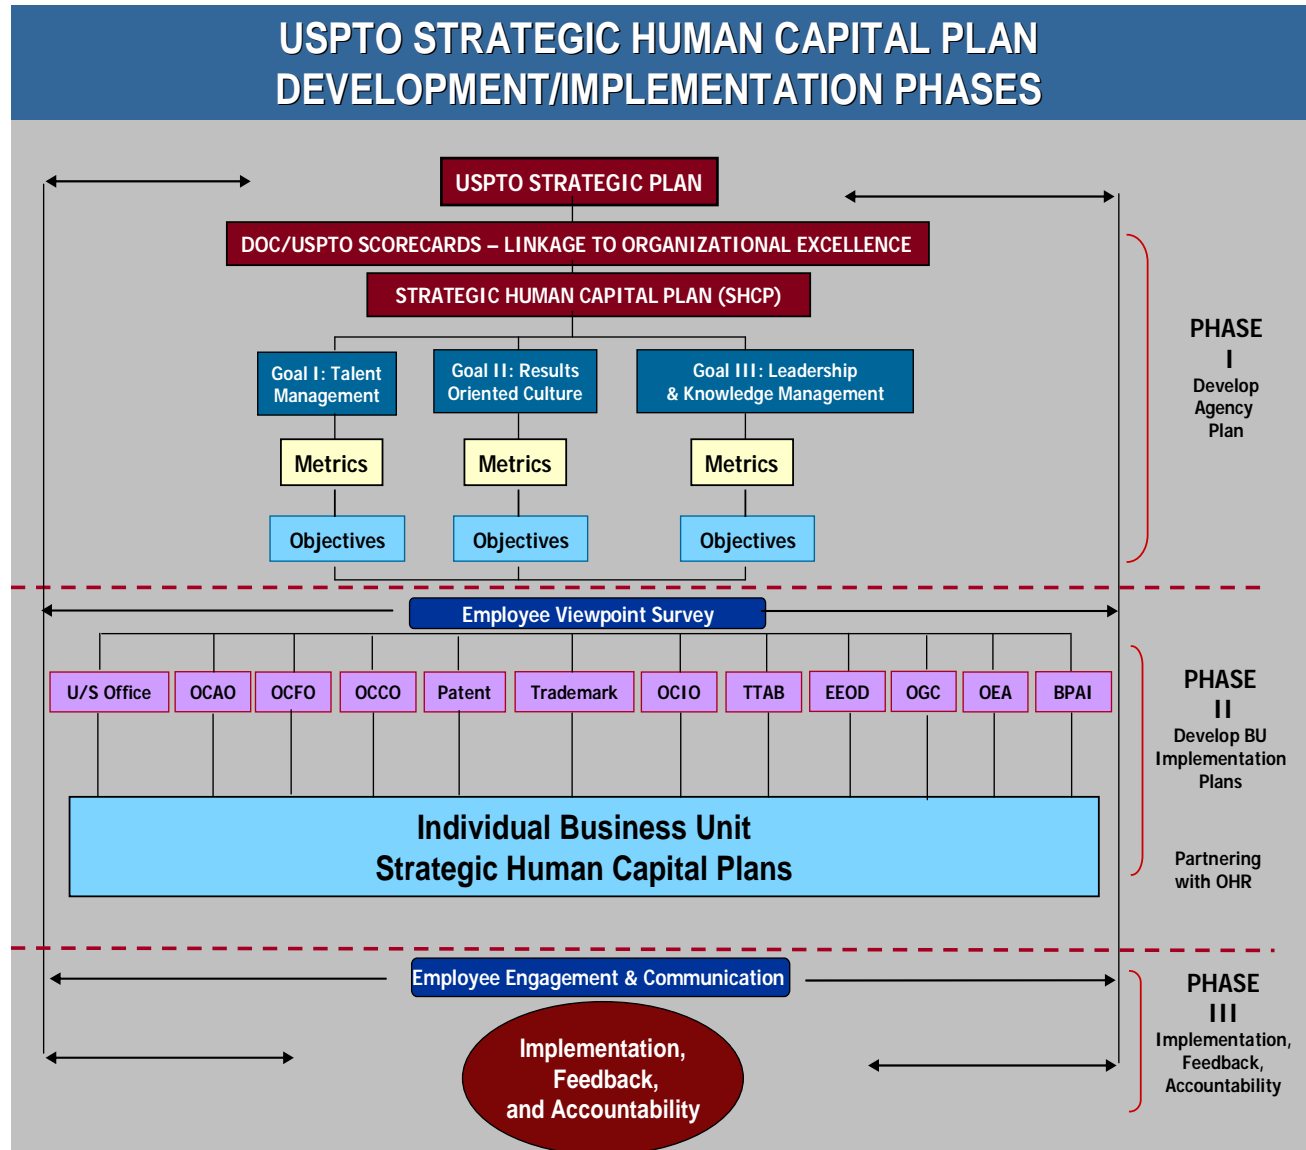 USPTO STRATEGIC HUMAN CAPITAL PLAN
DEVELOPMENT/IMPLEMENTATION PHASES
USPTO STRATEGIC PLAN
DOC/USPTO SCORECARDS – LINKAGE TO ORGANIZATIONAL EXCELLENCE
STRATEGIC HUMAN CAPITAL PLAN (SHCP)
Goal I: Talent
Management
Goal II: Results
Oriented Culture
Goal III: Leadership
& Knowledge Management
Metrics
Metrics
Metrics
Objectives
Objectives
Objectives
PHASE
I
Develop
Agency
Plan
Employee Viewpoint Survey
U/S Office
OCAO
OCFO
OCCO
Patent
Trademark
OCIO
TTAB
EEOD
OGC
OEA
BPAI
Individual Business Unit
Strategic Human Capital Plans
PHASE
II
Develop BU
Implementation
Plans
Partnering
with OHR
Employee Engagement & Communication
Implementation,
Feedback,
and Accountability
PHASE
III
Implementation,
Feedback,
Accountability